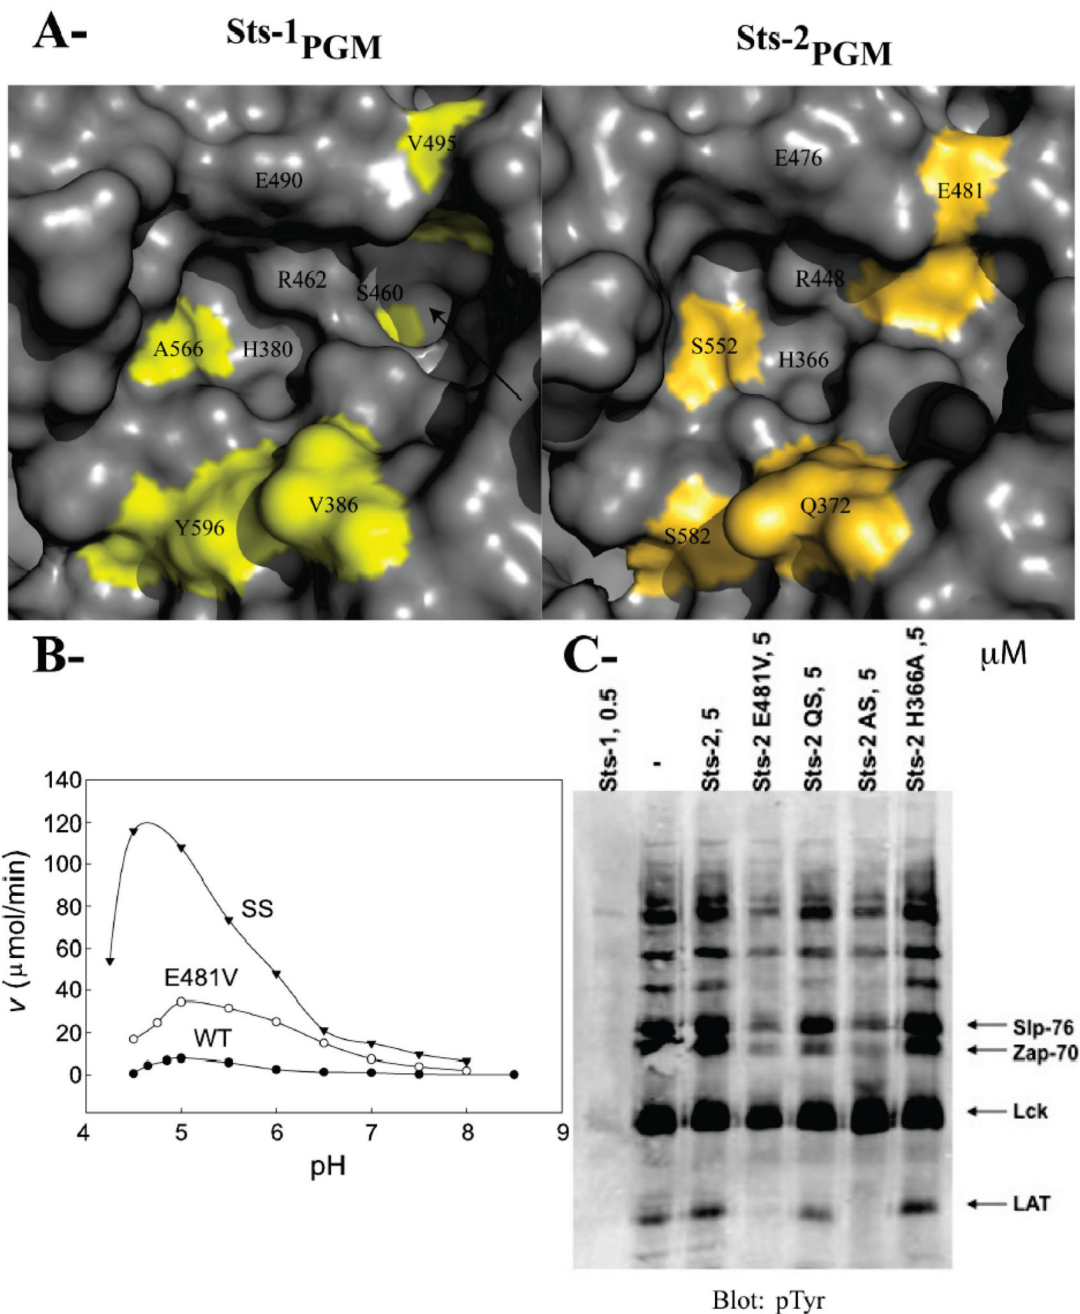 A-
Sts-1PGM
Sts-2PGM
V495
E490
R462
S460
A566
H380
V386
Y596
E476
E481
R448
S552
H366
Q372
S582
B-
140
120
100
80
60
40
20
0
v (μmol/min)
SS
E481V
WT
4 5 6 7 8 9
pH
C-
μM
Sts-1, 0.5
-
Sts-2, 5
Sts-2 E481V, 5
Sts-2 QS, 5
Sts-2 AS, 5
Sts-2 H366A ,5
Slp-76
Zap-70
Lck
LAT
Blot: pTyr